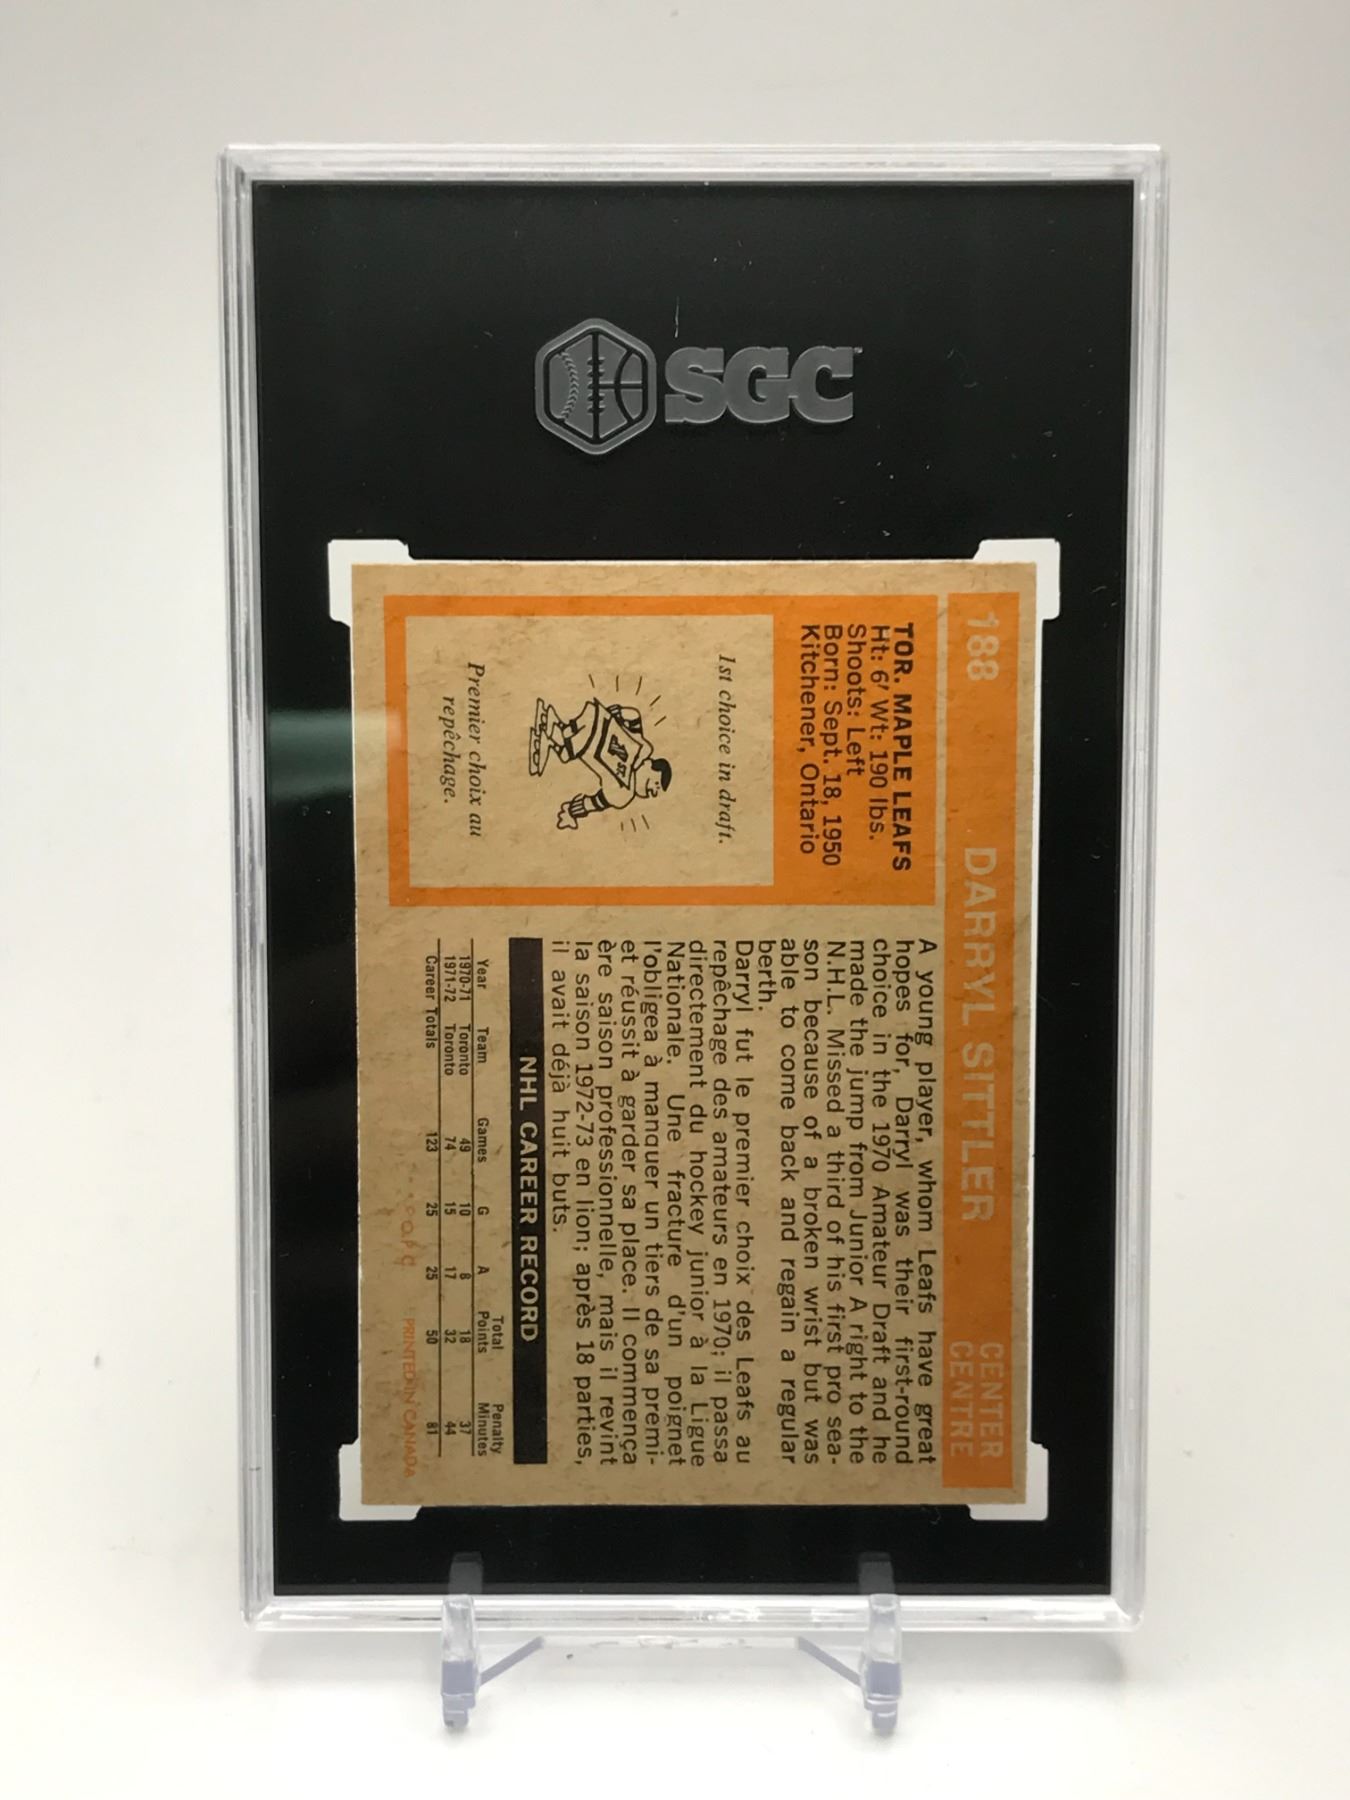 SGC
188 DARRYL SITTLER CENTER
CENTRE
TOR. MAPLE LEAFS
Ht: 6' Wt: 190 lbs.
Shoots: Left
Born: Sept. 18, 1950
Kitchener, Ontario
1st choice in draft.
1ST.
Premier choix au
repêchage.
A young player, whom Leafs have great
hopes for, Darryl was their first-round
choice in the 1970 Amateur Draft and he
made the jump from Junior A right to the
N.H.L. Missed a third of his first pro sea-
son because of a broken wrist but was
able to come back and regain a regular
berth.
Darryl fut le premier choix des Leafs au
repêchage des amateurs en 1970; il passa
directement du hockey junior à la Ligue
Nationale. Une fracture d'un poignet
l'obligea à manquer un tiers de sa premi-
ère saison professionnelle, mais il revint
et réussit à garder sa place. Il commença
la saison 1972-73 en lion; après 18 parties,
il avait déjà huit buts.
NHL CAREER RECORD
Year Team Games G A Total Points Penalty Minutes
1970-71 Toronto 49 10 8 18 37
1971-72 Toronto 74 15 17 32 44
Career Totals 123 25 25 50 81
O.P.C. PRINTED IN CANADA